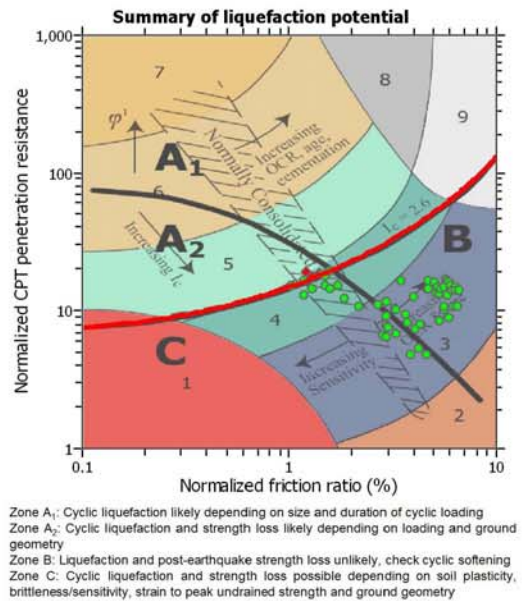 Summary of liquefaction potential
1,000
100
10
1
0.1
1
10
Normalized CPT penetration resistance
Normalized friction ratio (%)
7
8
9
φ'
A1
Normally Consolidated
Increasing
OCR, age,
cementation
6
A2
Increasing Ic
5
Ic = 2.6
B
4
C
1
Increasing
Sensitivity
3
2
Zone A1: Cyclic liquefaction likely depending on size and duration of cyclic loading
Zone A2: Cyclic liquefaction and strength loss likely depending on loading and ground
geometry
Zone B: Liquefaction and post-earthquake strength loss unlikely, check cyclic softening
Zone C: Cyclic liquefaction and strength loss possible depending on soil plasticity,
brittleness/sensitivity, strain to peak undrained strength and ground geometry